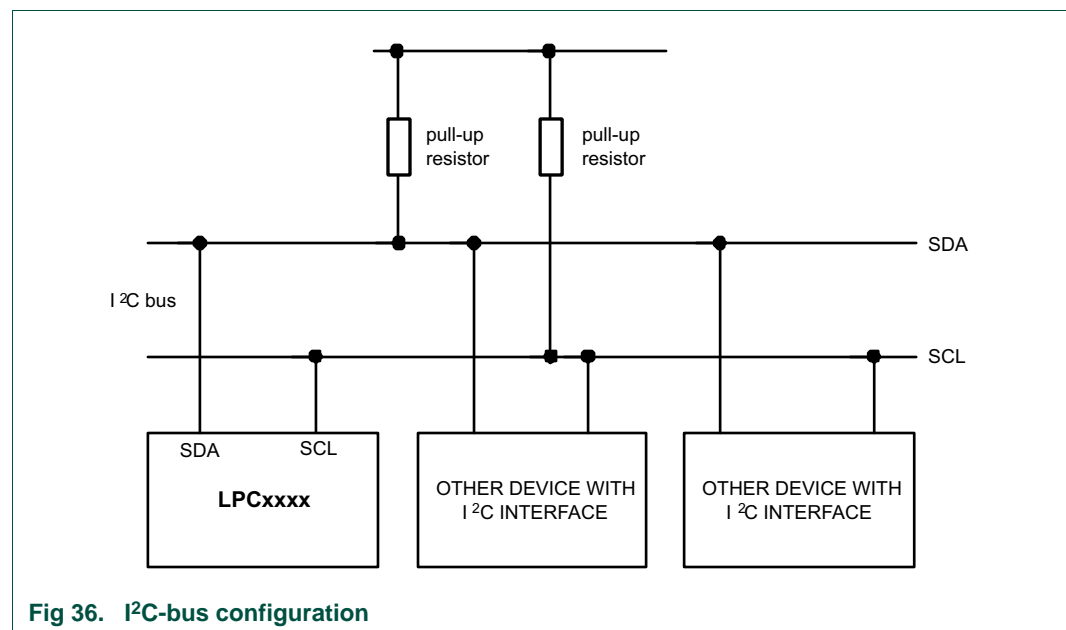 pull-up
resistor
pull-up
resistor
SDA
I ²C bus
SCL
SDA
SCL
LPCxxxx
OTHER DEVICE WITH
I ²C INTERFACE
OTHER DEVICE WITH
I ²C INTERFACE
Fig 36. I²C-bus configuration